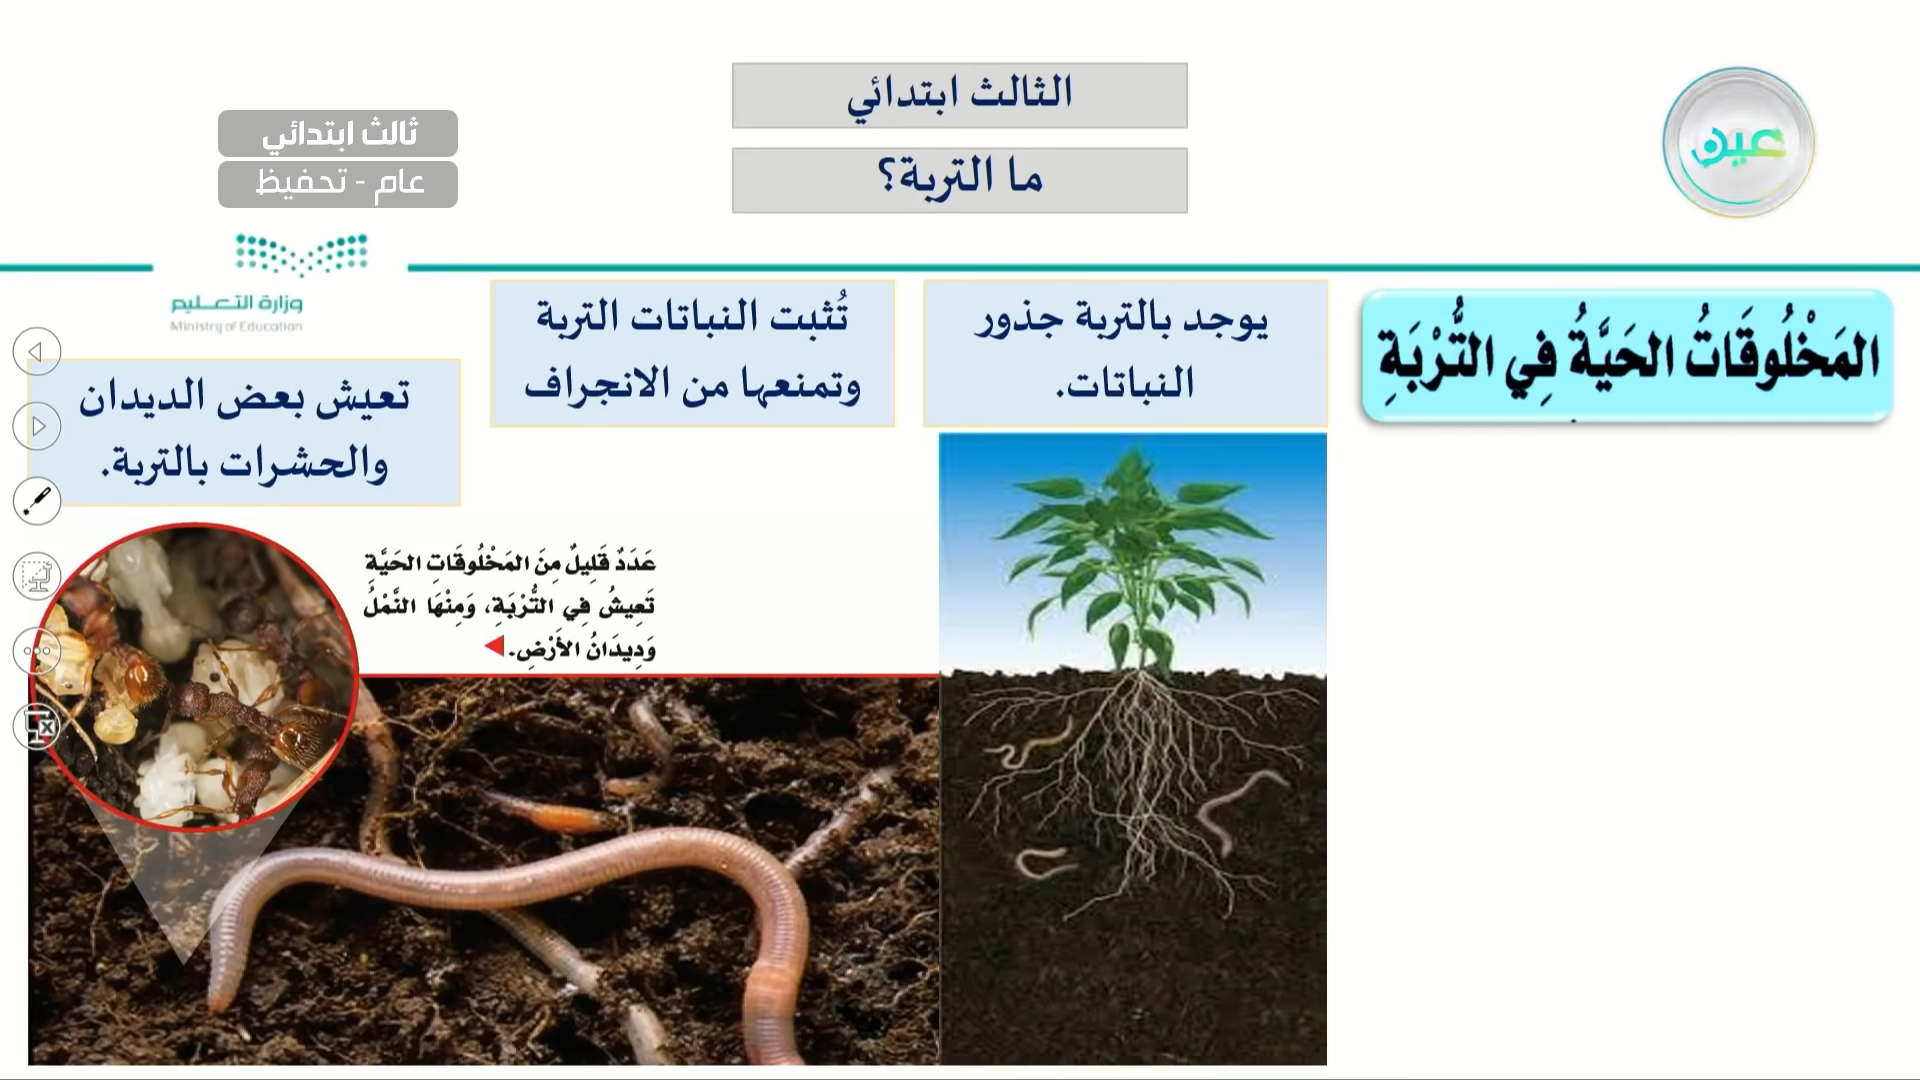 الثالث ابتدائي
ما التربة؟
عين
ثالث ابتدائي
عام - تحفيظ
وزارة التعليم
Ministry of Education
المَخْلُوقَاتُ الحَيَّةُ فِي التُّرْبَةِ
يوجد بالتربة جذور
النباتات.
تُثبت النباتات التربة
وتمنعها من الانجراف
تعيش بعض الديدان
والحشرات بالتربة.
عَدَدٌ قَلِيلٌ مِنَ المَخْلُوقَاتِ الحَيَّةِ
تَعِيشُ فِي التُّرْبَةِ، وَمِنْهَا النَّمْلُ
وَدِيدَانُ الأَرْضِ.